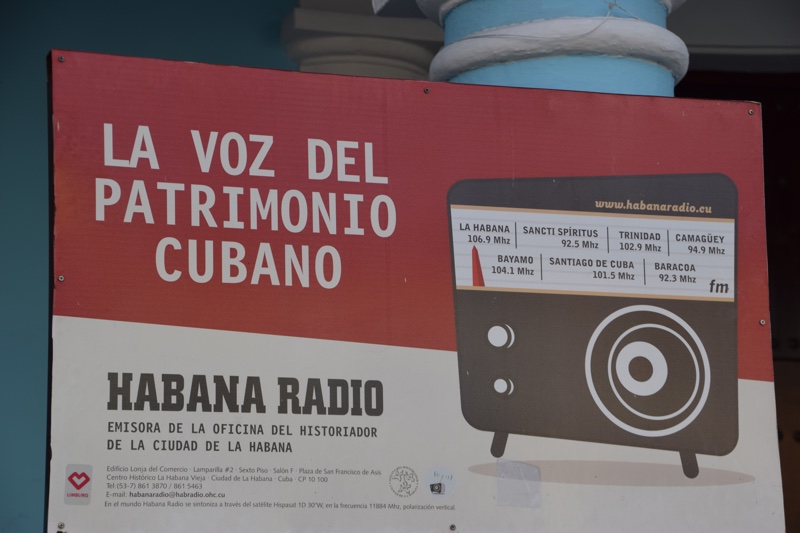 LA VOZ DEL
PATRIMONIO
CUBANO
www.habanaradio.cu
LA HABANA
106.9 Mhz
SANCTI SPÍRITUS
92.5 Mhz
TRINIDAD
102.9 Mhz
CAMAGÜEY
94.9 Mhz
BAYAMO
104.1 Mhz
SANTIAGO DE CUBA
101.5 Mhz
BARACOA
92.3 Mhz
fm
HABANA RADIO
EMISORA DE LA OFICINA DEL HISTORIADOR
DE LA CIUDAD DE LA HABANA
Edificio Lonja del Comercio · Lamparilla #2 · Sexto Piso · Salón F · Plaza de San Francisco de Asís
Centro Histórico La Habana Vieja · Ciudad de La Habana · Cuba · CP 10 100
Tel (53-7) 861 3870 / 861 5463
E-mail: habanaradio@habradio.ohc.cu
En el mundo Habana Radio se sintoniza a través del satélite Hispasat 1D 30°W, en la frecuencia 11884 Mhz, polarización vertical